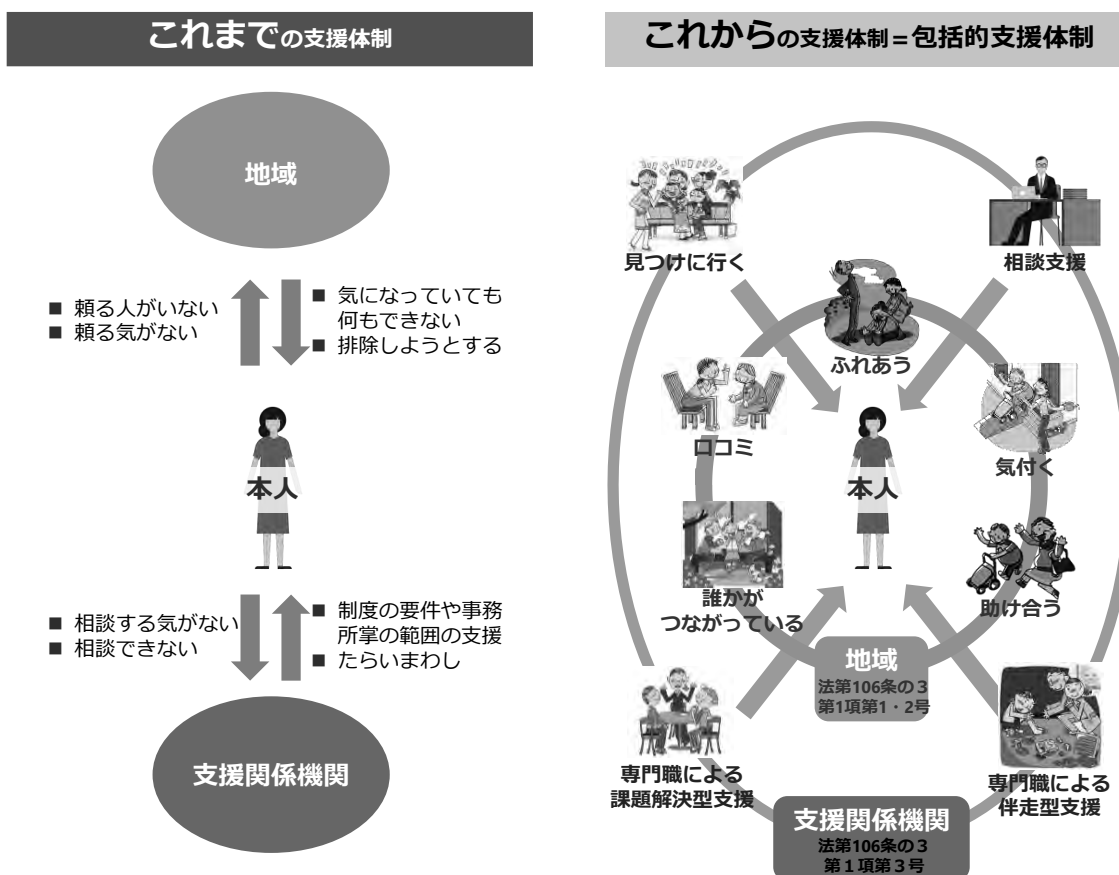 これまでの支援体制
地域
■ 頼る人がいない
■ 頼る気がない
■ 気になっていても
何もできない
■ 排除しようとする
本人
■ 相談する気がない
■ 相談できない
■ 制度の要件や事務
所掌の範囲の支援
■ たらいまわし
支援関係機関
これからの支援体制=包括的支援体制
見つけに行く
相談支援
ふれあう
口コミ
気付く
本人
誰かが
つながっている
助け合う
地域
法第106条の3
第1項第1・2号
専門職による
課題解決型支援
専門職による
伴走型支援
支援関係機関
法第106条の3
第1項第3号